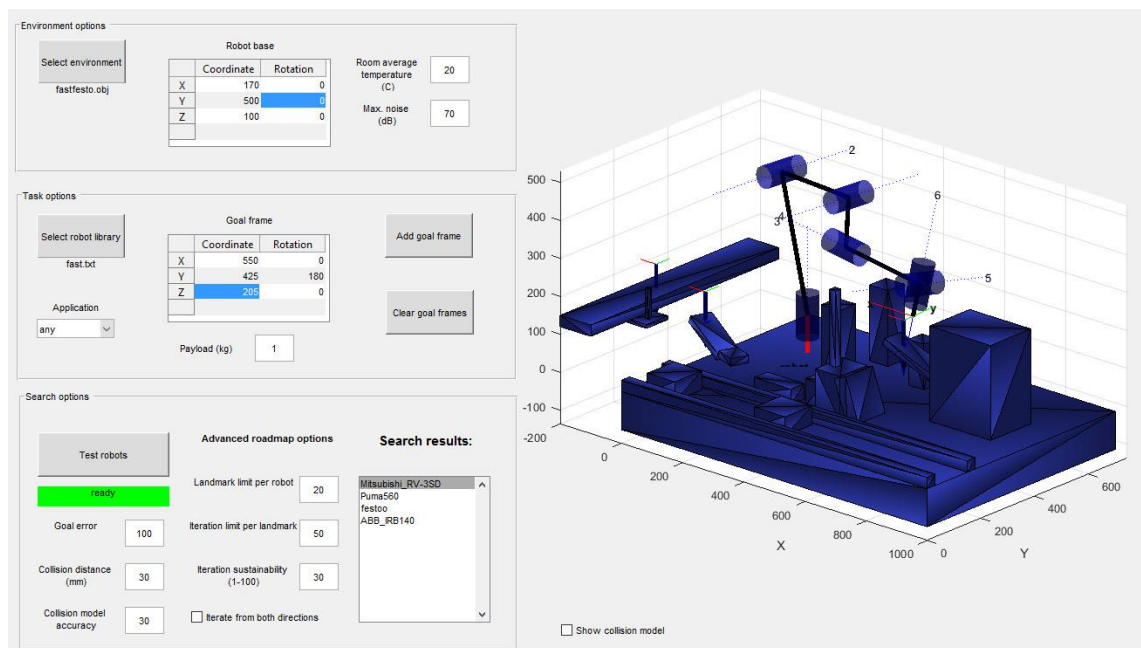 Environment options
Select environment
fastfesto.obj
Robot base
Coordinate Rotation
X 170 0
Y 500 0
Z 100 0
Room average
temperature
(C)
20
Max. noise
(dB)
70
Task options
Select robot library
fast.txt
Application
any
Goal frame
Coordinate Rotation
X 550 0
Y 425 180
Z 205 0
Payload (kg) 1
Add goal frame
Clear goal frames
Search options
Test robots
ready
Goal error 100
Collision distance
(mm)
30
Collision model
accuracy
30
Advanced roadmap options
Landmark limit per robot 20
Iteration limit per landmark 50
Iteration sustainability
(1-100)
30
Iterate from both directions
Search results:
Mitsubishi_RV-3SD
Puma560
festoo
ABB_IRB140
500
400
300
200
100
0
-100
-200
0
200
400
600
800
1000
X
0
200
400
600
Y
2
6
3
4
5
y
Show collision model